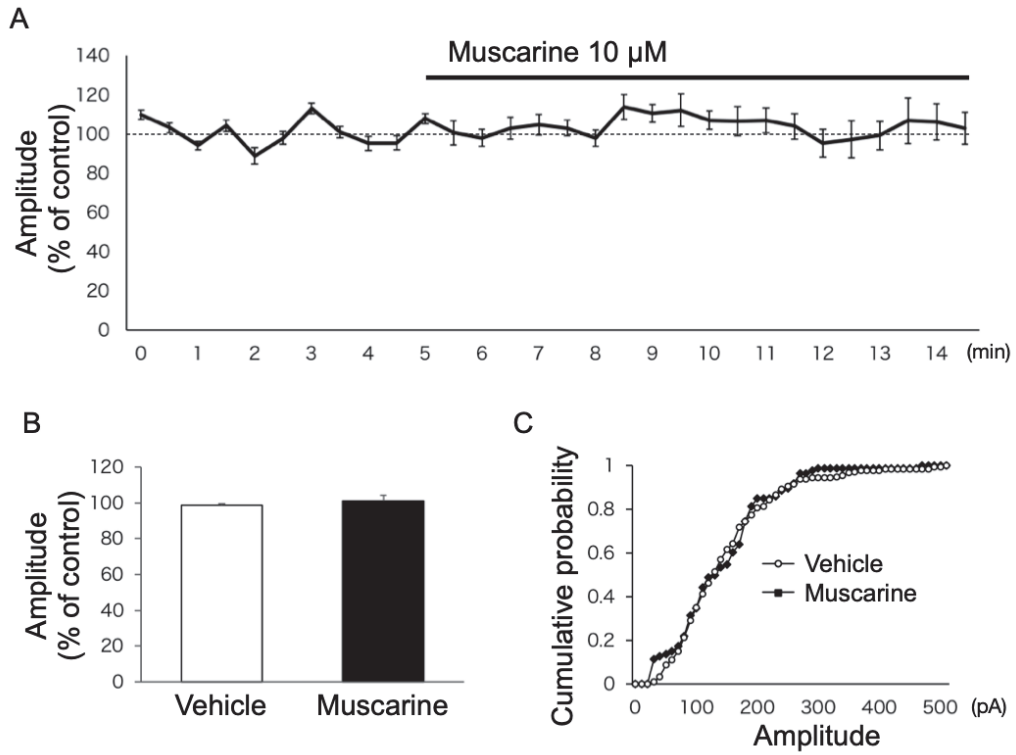 A
Muscarine 10 µM
Amplitude
(% of control)
140
120
100
80
60
40
20
0
0 1 2 3 4 5 6 7 8 9 10 11 12 13 14 (min)
B
Amplitude
(% of control)
120
100
80
60
40
20
0
Vehicle Muscarine
C
Cumulative probability
1
0.8
0.6
0.4
0.2
0
Vehicle
Muscarine
0 100 200 300 400 500 (pA)
Amplitude